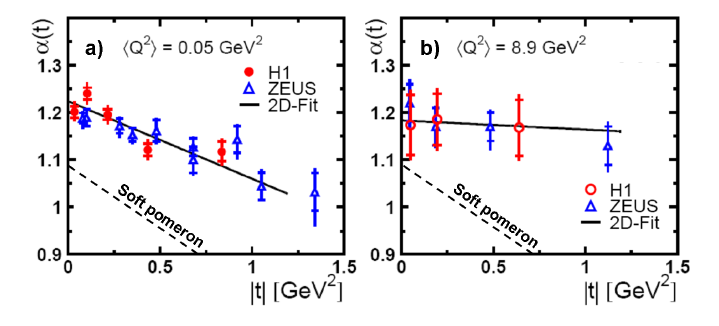 α(t)
a) ⟨Q²⟩ = 0.05 GeV²
H1
ZEUS
2D-Fit
Soft pomeron
1.3
1.2
1.1
1
0.9
0 0.5 1 1.5
|t| [GeV²]
α(t)
b) ⟨Q²⟩ = 8.9 GeV²
H1
ZEUS
2D-Fit
Soft pomeron
1.3
1.2
1.1
1
0.9
0 0.5 1 1.5
|t| [GeV²]